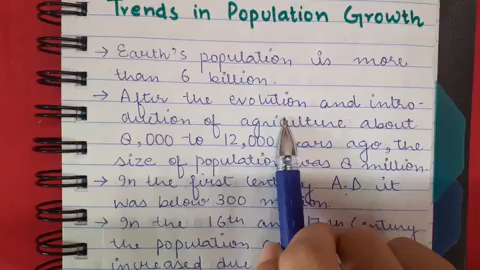 Trends in Population Growth
→ Earth's population is more
than 6 billion.
→ After the evolution and intro-
duction of agriculture about
8,000 to 12,000 years ago, the
size of population was 8 million.
→ In the first century A.D. it
was below 300 million.
→ In the 16th and 17th Century
the population
increased due